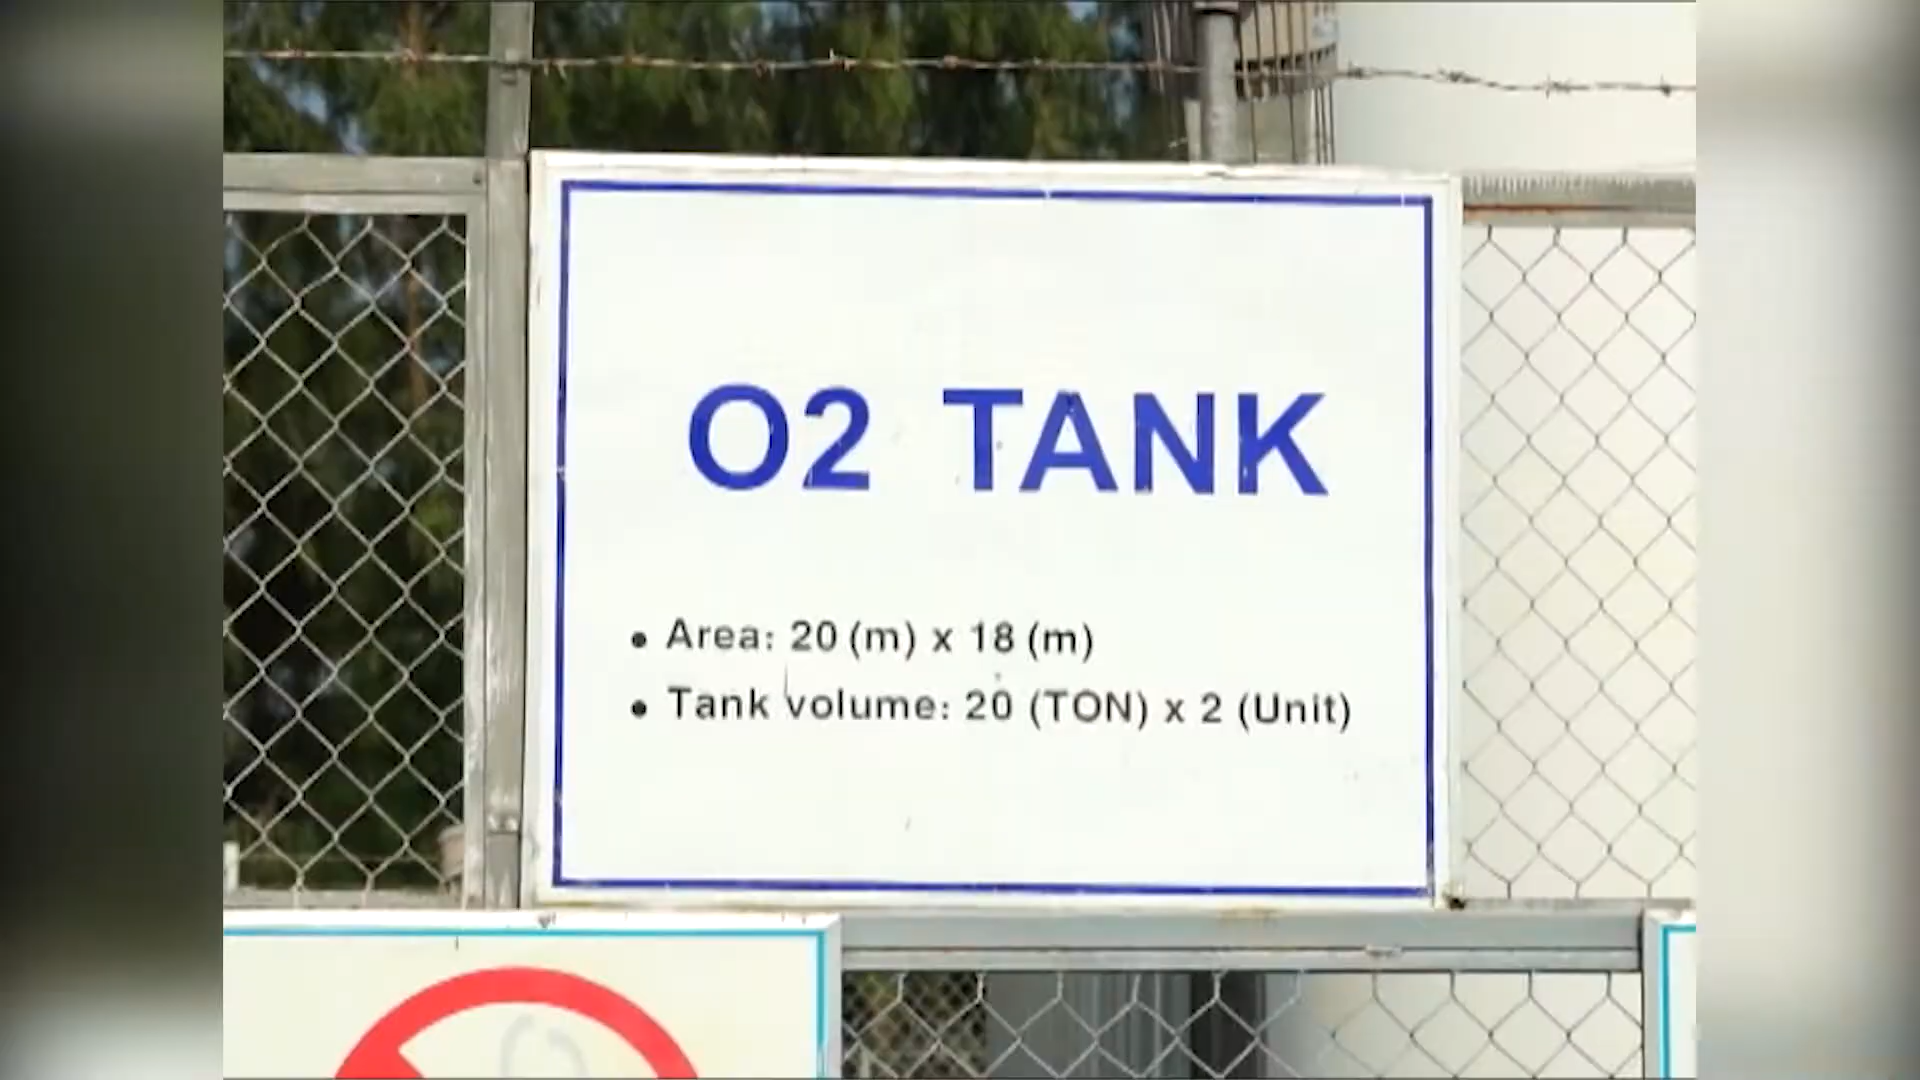 O2 TANK
• Area: 20 (m) x 18 (m)
• Tank volume: 20 (TON) x 2 (Unit)